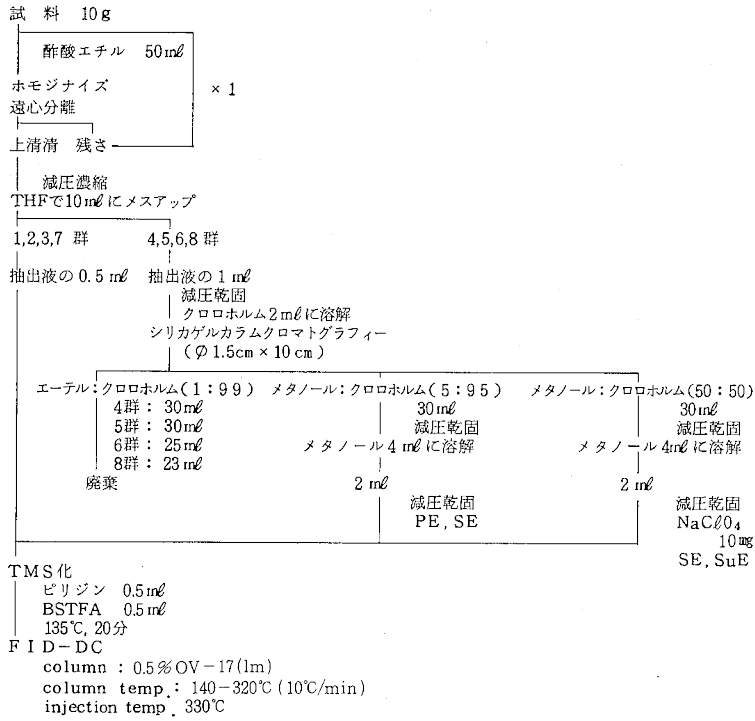 試料 10g
酢酸エチル 50ml
ホモジナイズ × 1
遠心分離
上清清 残さ
減圧濃縮
THFで10mlにメスアップ
1,2,3,7 群 4,5,6,8 群
抽出液の0.5 ml 抽出液の1 ml
減圧乾固
クロロホルム2mlに溶解
シリカゲルカラムクロマトグラフィー
(φ1.5cm×10cm)
エーテル:クロロホルム(1:99) メタノール:クロロホルム(5:95) メタノール:クロロホルム(50:50)
4群: 30ml 30ml 30ml
5群: 30ml 減圧乾固 減圧乾固
6群: 25ml メタノール4mlに溶解 メタノール4mlに溶解
8群: 23ml
廃棄 2ml 2ml
減圧乾固 減圧乾固
PE, SE NaClO4
10mg
SE, SuE
TMS化
ピリジン 0.5ml
BSTFA 0.5ml
135℃, 20分
FID-DC
column : 0.5%OV-17(1m)
column temp.: 140-320℃(10℃/min)
injection temp. 330℃